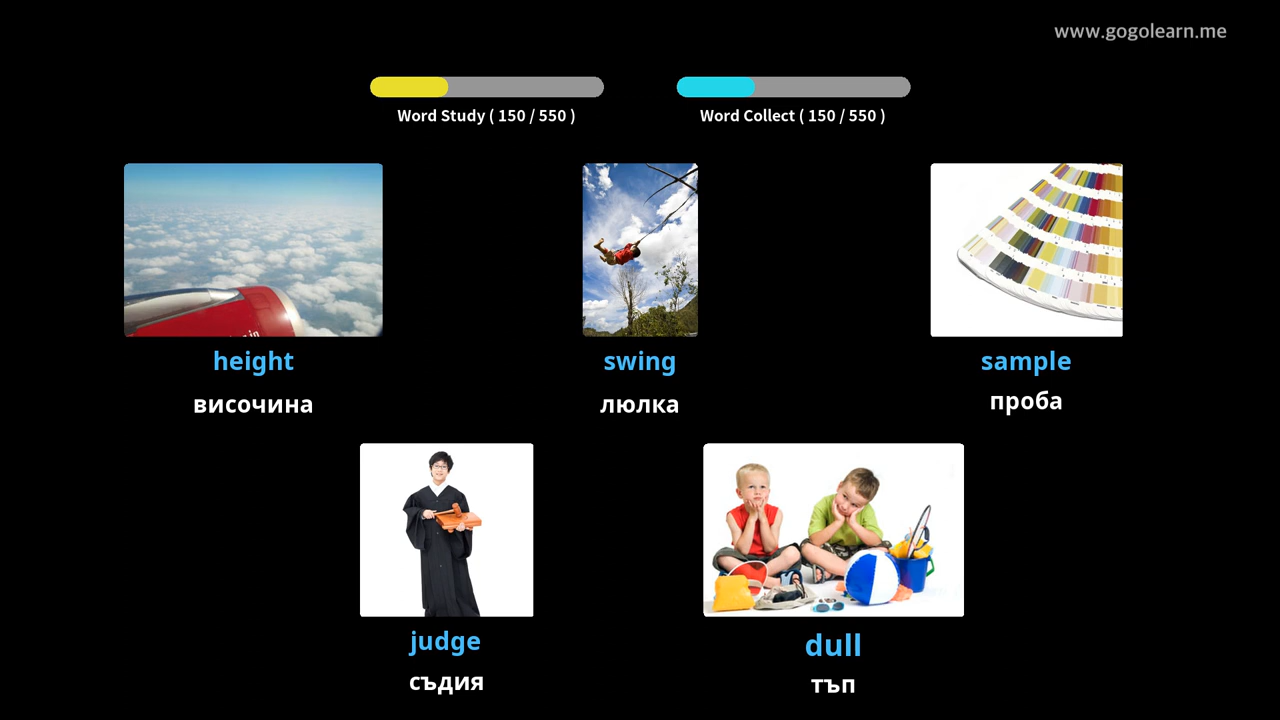 www.gogolearn.me
Word Study ( 150 / 550 )
Word Collect ( 150 / 550 )
height
swing
sample
височина
люлка
проба
judge
dull
съдия
тъп